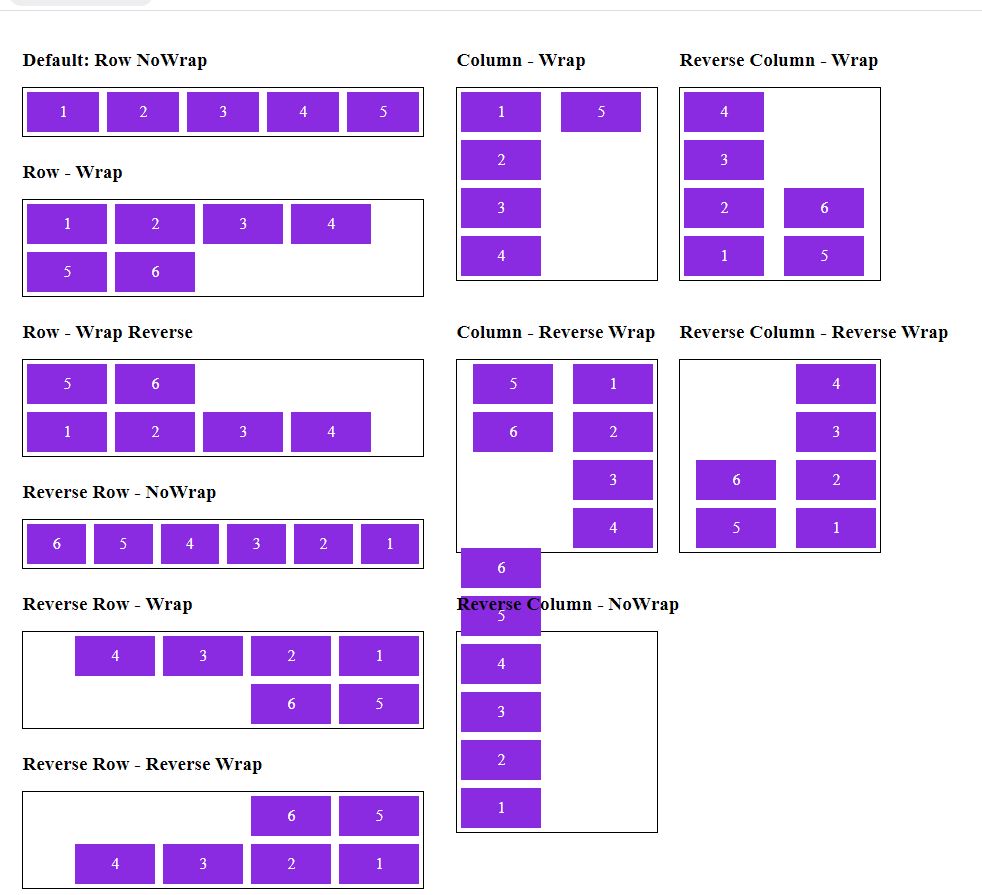 Default: Row NoWrap
1 2 3 4 5
Row - Wrap
1 2 3 4
5 6
Row - Wrap Reverse
5 6
1 2 3 4
Reverse Row - NoWrap
6 5 4 3 2 1
Reverse Row - Wrap
4 3 2 1
6 5
Reverse Row - Reverse Wrap
6 5
4 3 2 1
Column - Wrap
1 5
2
3
4
Column - Reverse Wrap
5 1
6 2
3
4
6
Reverse Column - NoWrap
5
4
3
2
1
Reverse Column - Wrap
4
3
2 6
1 5
Reverse Column - Reverse Wrap
4
3
6 2
5 1